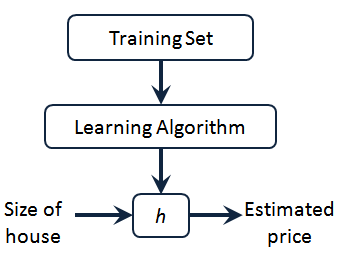 Training Set
Learning Algorithm
Size of
house
h
Estimated
price